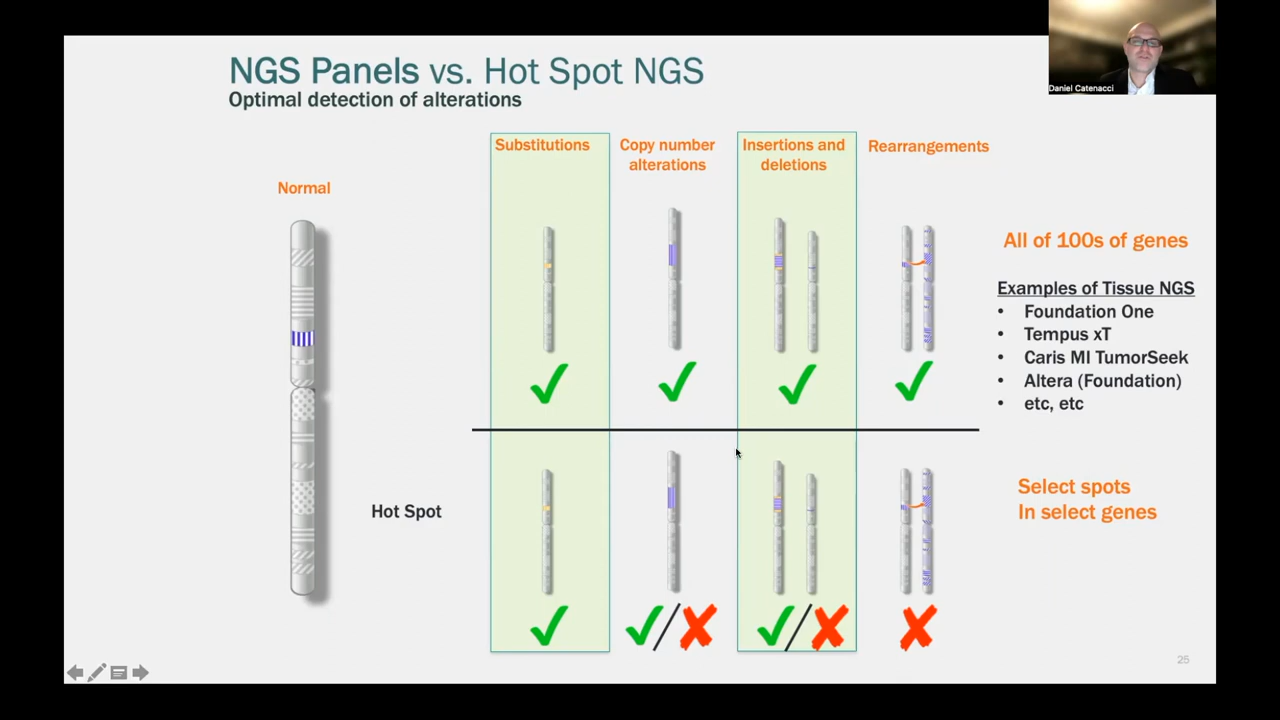 NGS Panels vs. Hot Spot NGS
Optimal detection of alterations
Daniel Catenacci
Normal
Substitutions
Copy number
alterations
Insertions and
deletions
Rearrangements
All of 100s of genes
Examples of Tissue NGS
• Foundation One
• Tempus xT
• Caris MI TumorSeek
• Altera (Foundation)
• etc, etc
Hot Spot
Select spots
In select genes
25